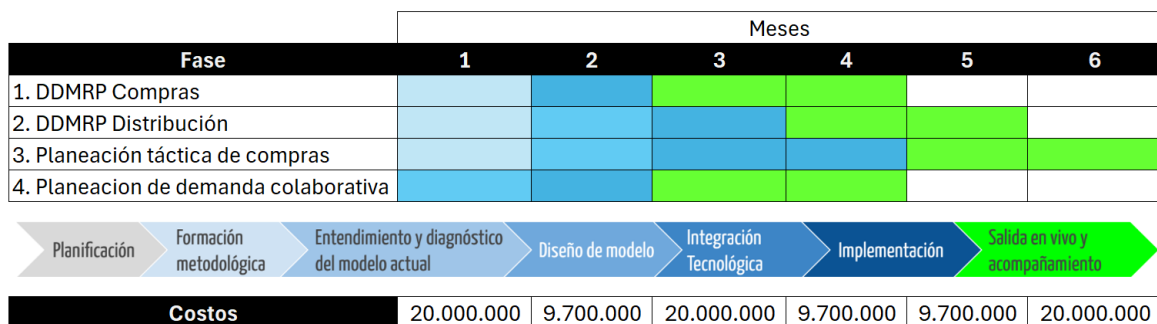 Meses
Fase 1 2 3 4 5 6
1. DDMRP Compras
2. DDMRP Distribución
3. Planeación táctica de compras
4. Planeacion de demanda colaborativa
Planificación
Formación
metodológica
Entendimiento y diagnóstico
del modelo actual
Diseño de modelo
Integración
Tecnológica
Implementación
Salida en vivo y
acompañamiento
Costos 20.000.000 9.700.000 20.000.000 9.700.000 9.700.000 20.000.000